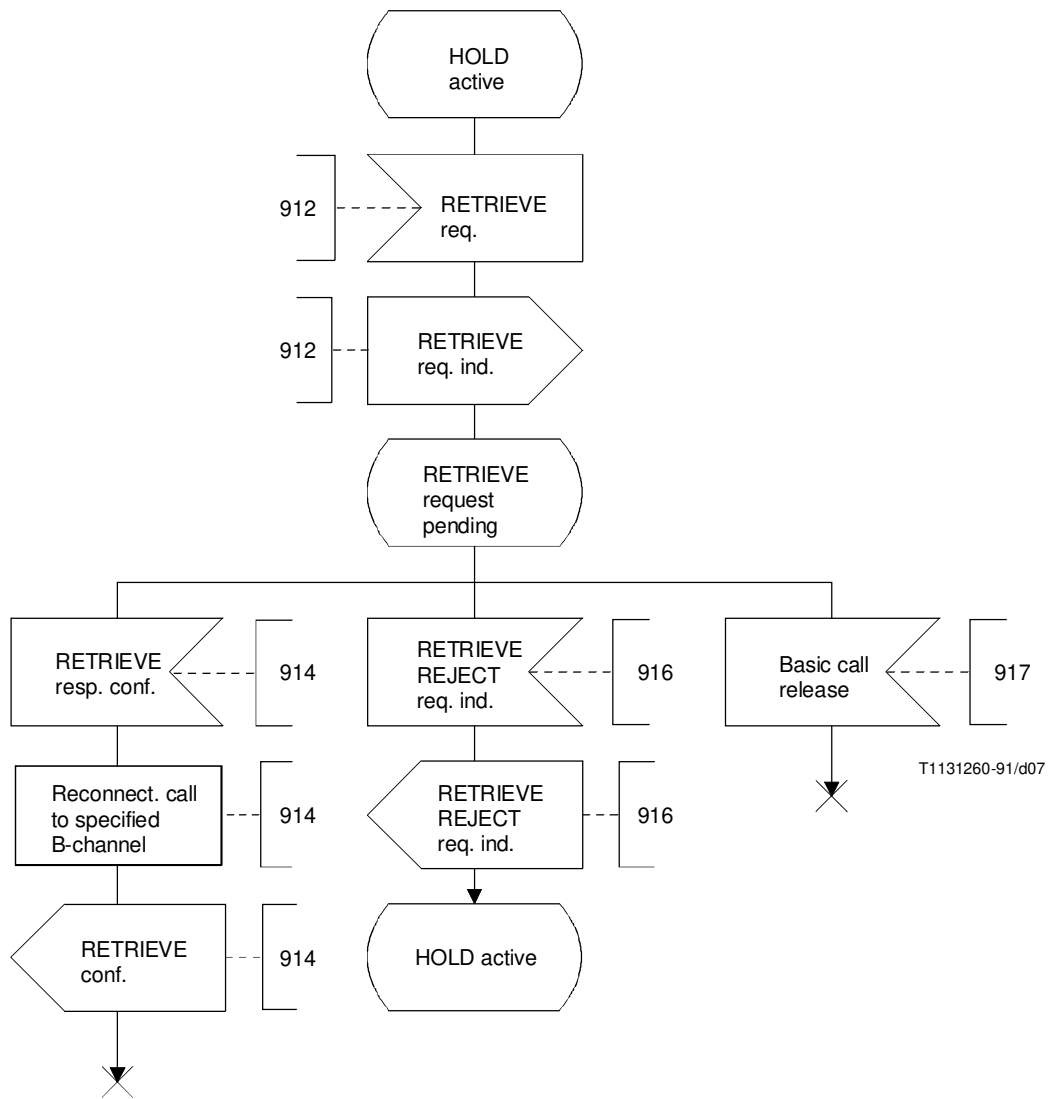 HOLD
active
912
RETRIEVE
req.
912
RETRIEVE
req. ind.
RETRIEVE
request
pending
RETRIEVE
resp. conf.
914
RETRIEVE
REJECT
req. ind.
916
Basic call
release
917
T1131260-91/d07
Reconnect. call
to specified
B-channel
914
RETRIEVE
REJECT
req. ind.
916
RETRIEVE
conf.
914
HOLD active